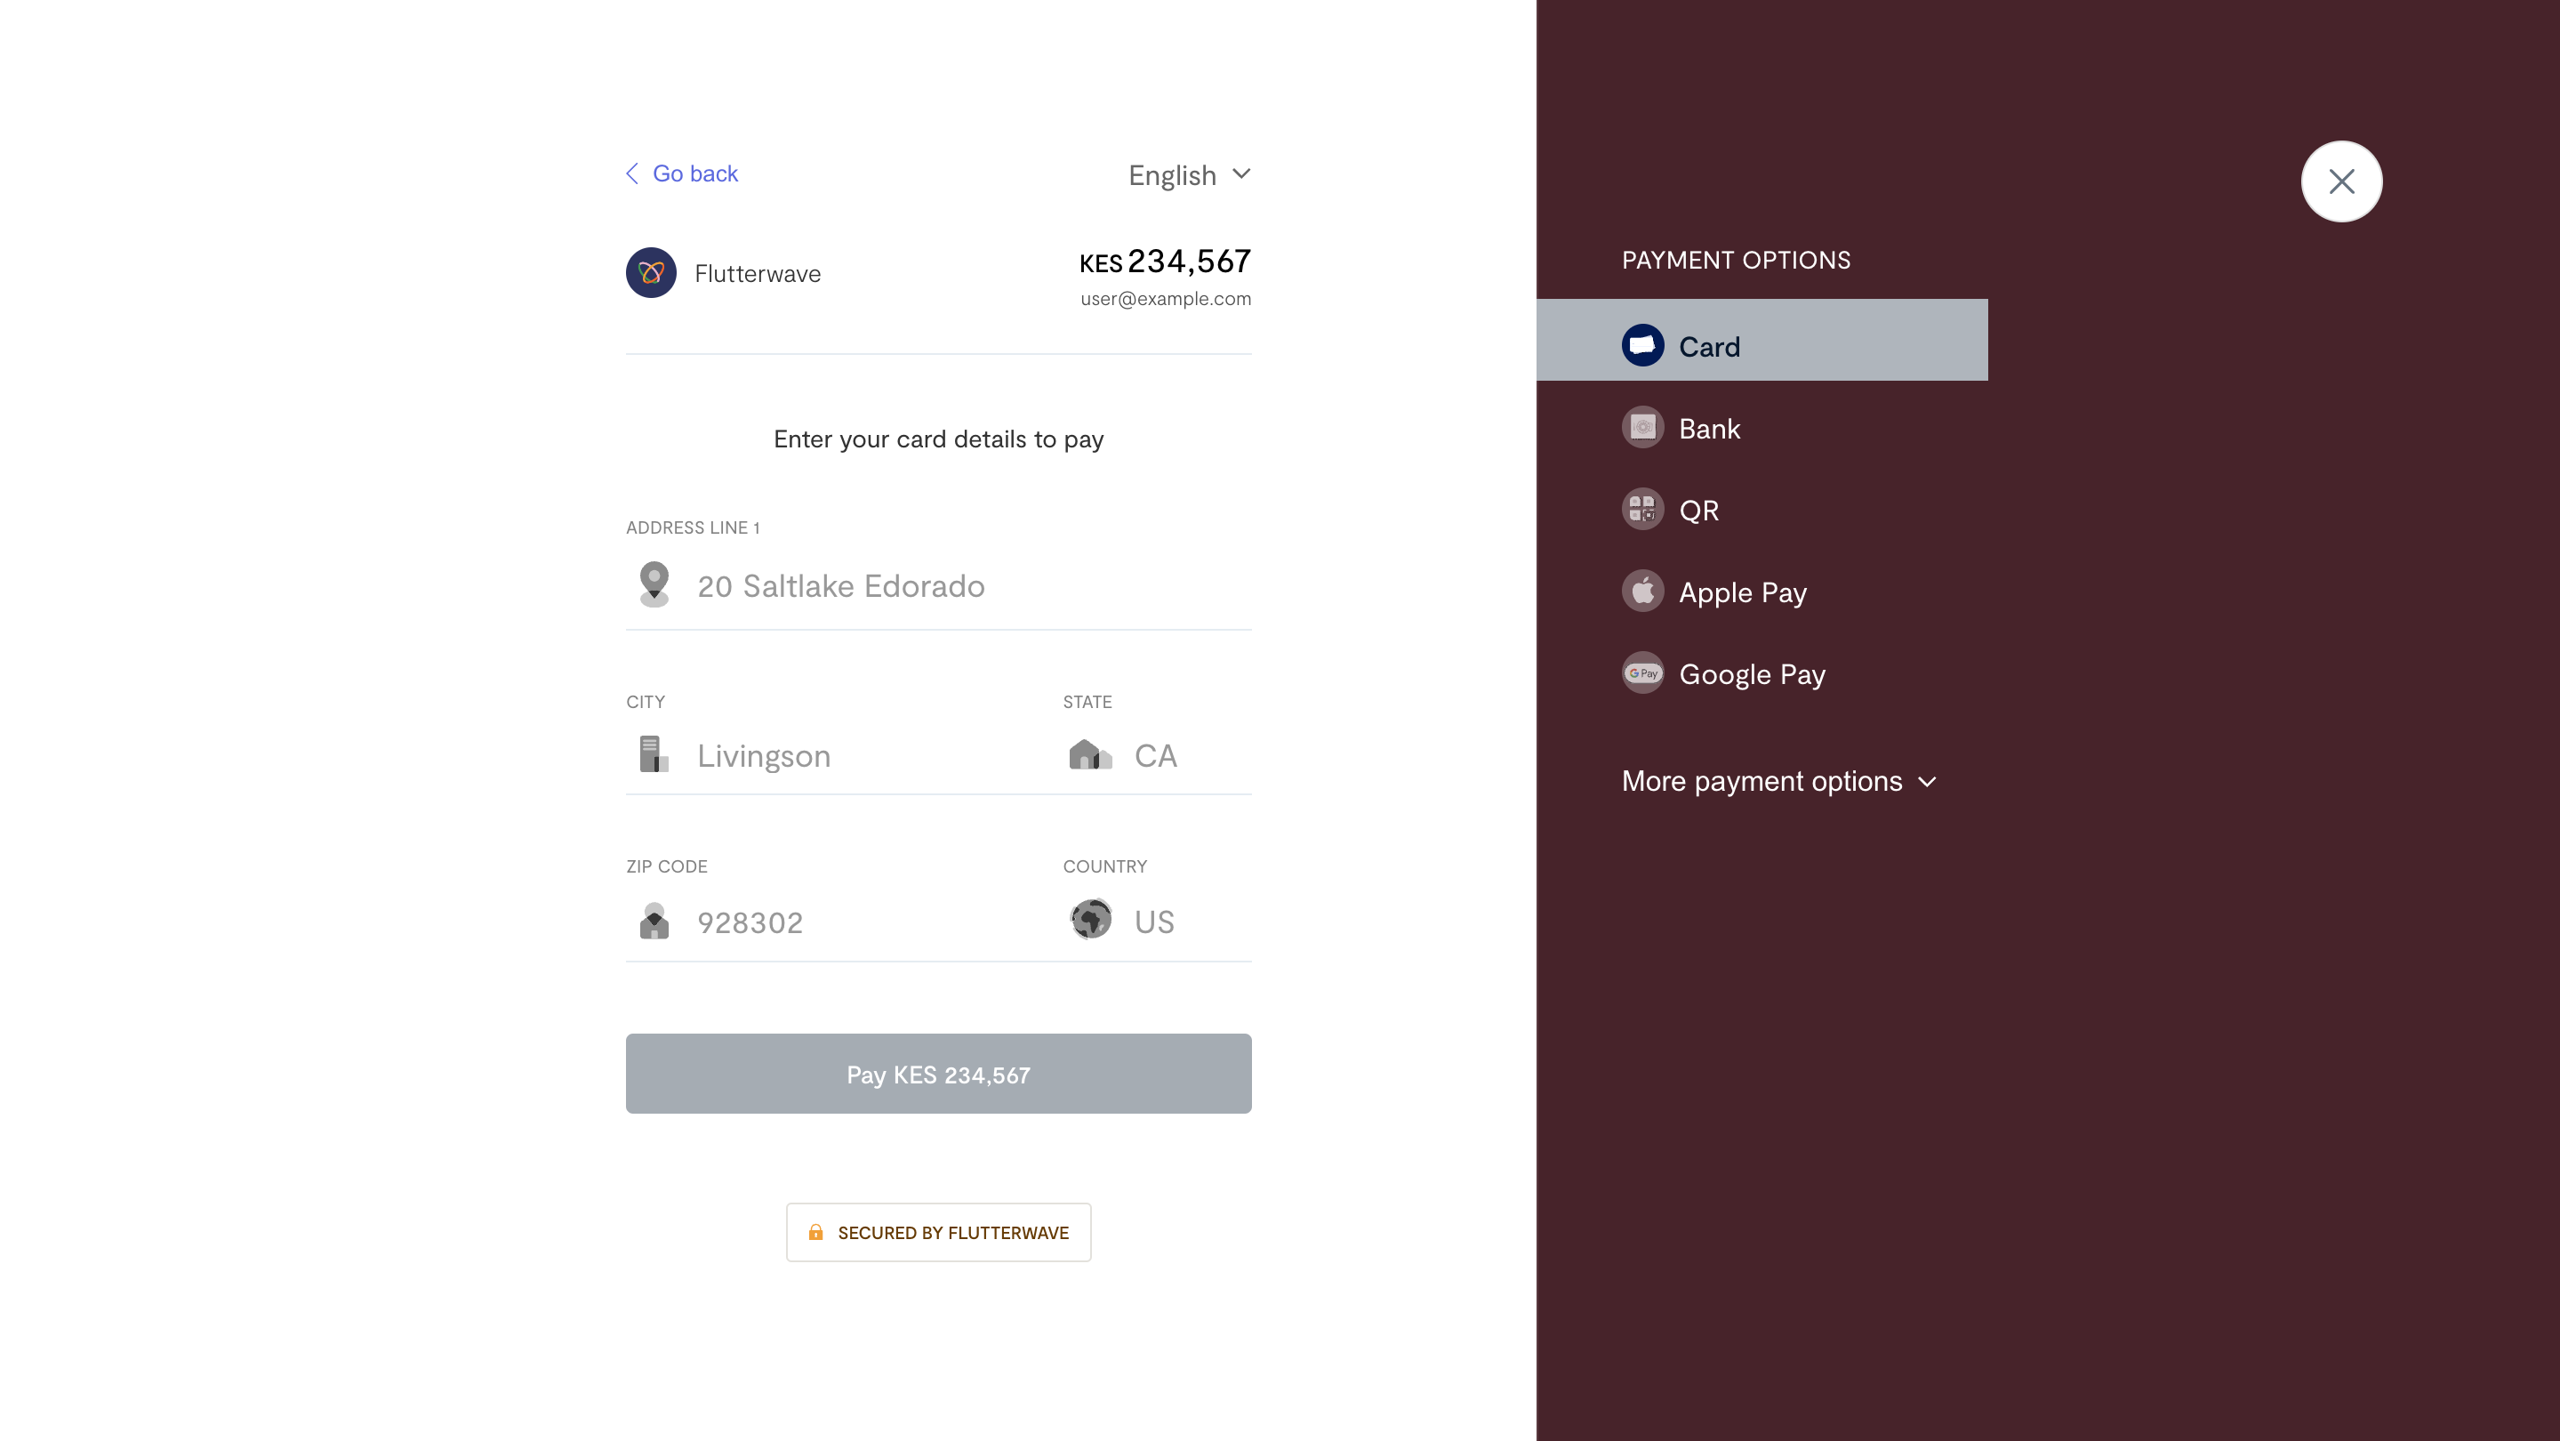 Go back
English
Flutterwave
KES 234,567
user@example.com
Enter your card details to pay
ADDRESS LINE 1
20 Saltlake Edorado
CITY
STATE
Livingson
CA
ZIP CODE
COUNTRY
928302
US
Pay KES 234,567
SECURED BY FLUTTERWAVE
PAYMENT OPTIONS
Card
Bank
QR
Apple Pay
G Pay
Google Pay
More payment options